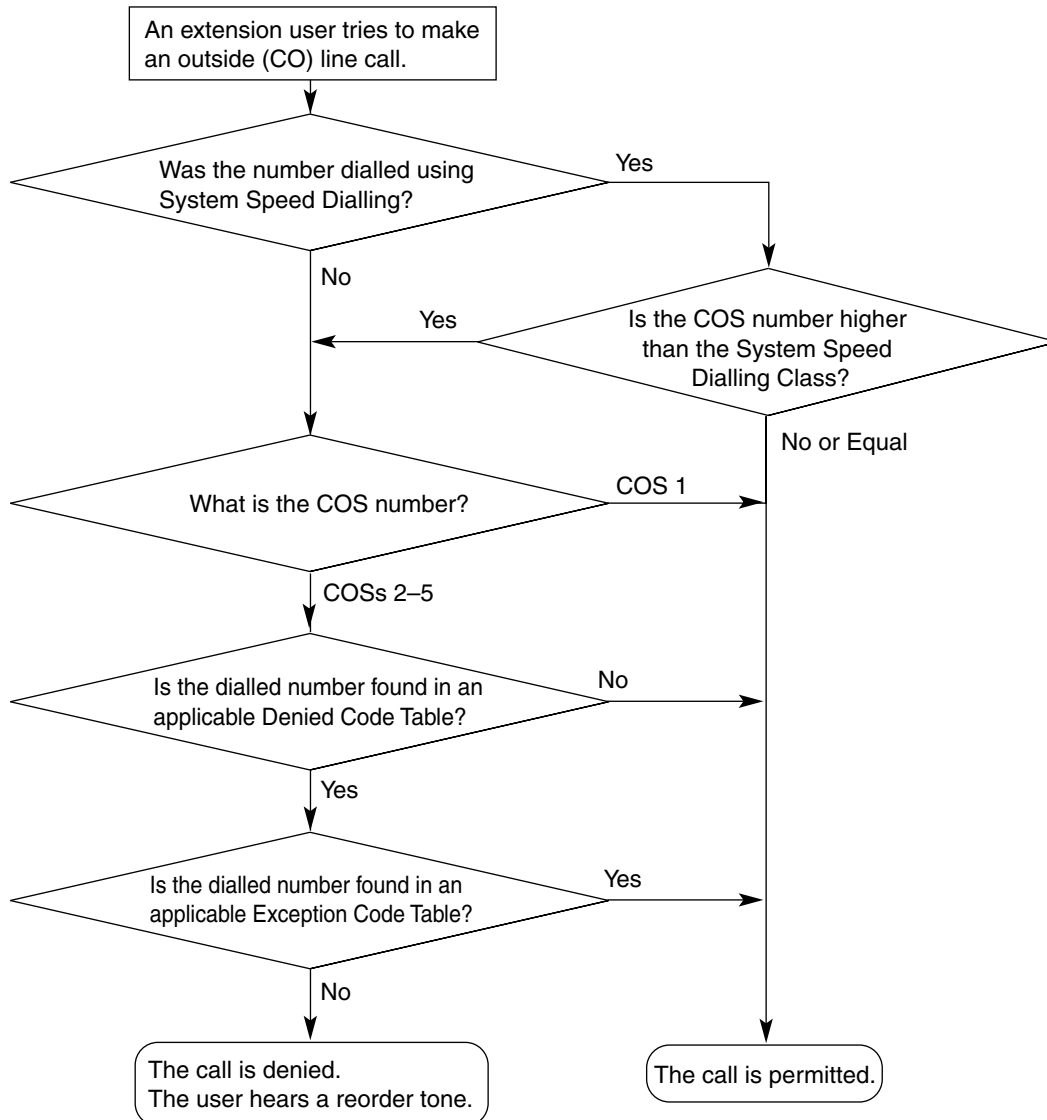 An extension user tries to make
an outside (CO) line call.
Was the number dialled using
System Speed Dialling?
Yes
No
Yes
Is the COS number higher
than the System Speed
Dialling Class?
No or Equal
What is the COS number?
COS 1
COSs 2–5
Is the dialled number found in an
applicable Denied Code Table?
No
Yes
Is the dialled number found in an
applicable Exception Code Table?
Yes
No
The call is denied.
The user hears a reorder tone.
The call is permitted.